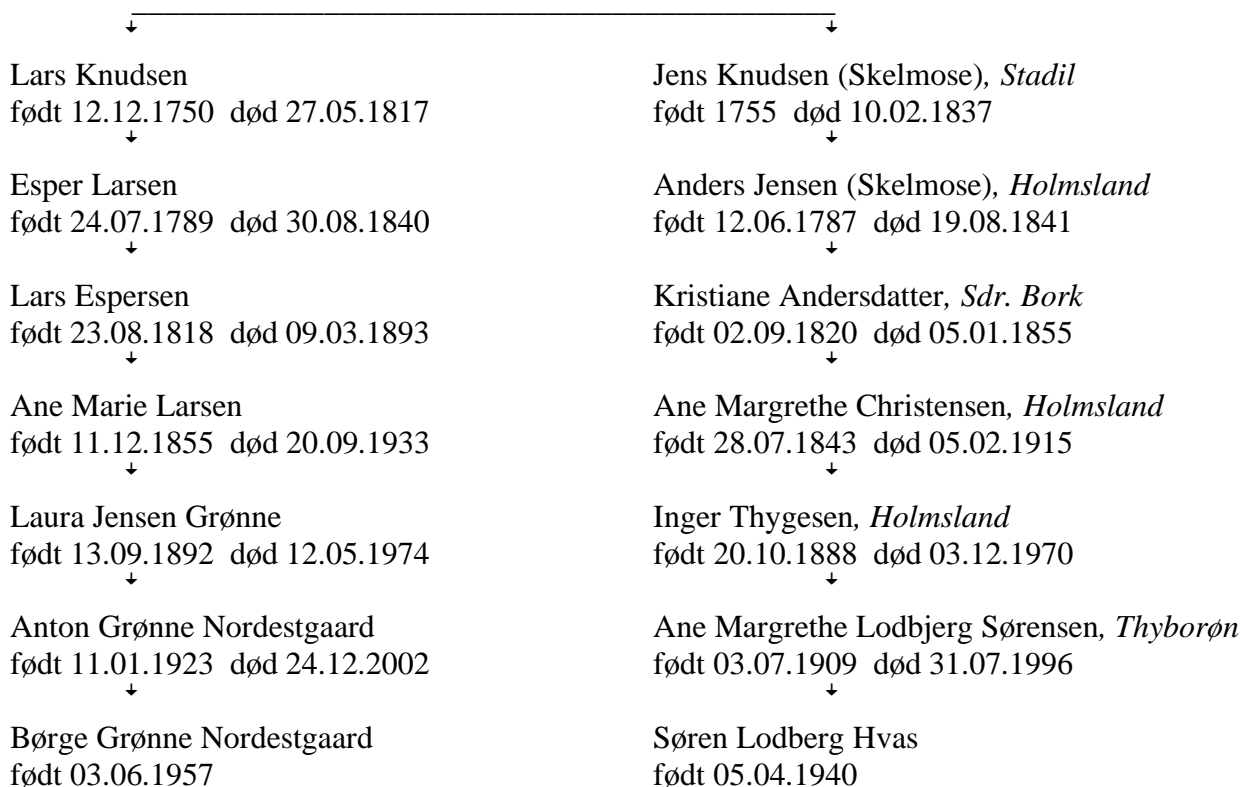 Lars Knudsen
født 12.12.1750 død 27.05.1817
Jens Knudsen (Skelmose), Stadil
født 1755 død 10.02.1837
Esper Larsen
født 24.07.1789 død 30.08.1840
Anders Jensen (Skelmose), Holmsland
født 12.06.1787 død 19.08.1841
Lars Espersen
født 23.08.1818 død 09.03.1893
Kristiane Andersdatter, Sdr. Bork
født 02.09.1820 død 05.01.1855
Ane Marie Larsen
født 11.12.1855 død 20.09.1933
Ane Margrethe Christensen, Holmsland
født 28.07.1843 død 05.02.1915
Laura Jensen Grønne
født 13.09.1892 død 12.05.1974
Inger Thygesen, Holmsland
født 20.10.1888 død 03.12.1970
Anton Grønne Nordestgaard
født 11.01.1923 død 24.12.2002
Ane Margrethe Lodbjerg Sørensen, Thyborøn
født 03.07.1909 død 31.07.1996
Børge Grønne Nordestgaard
født 03.06.1957
Søren Lodberg Hvas
født 05.04.1940